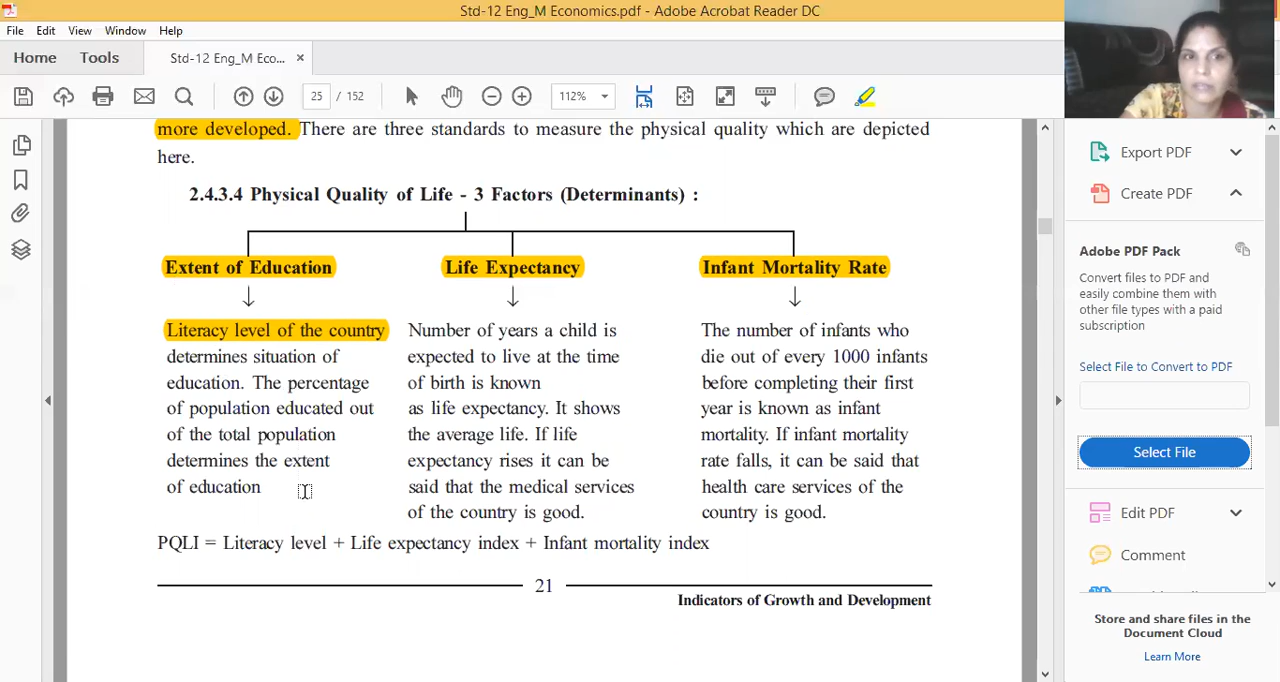 Std-12 Eng_M Economics.pdf - Adobe Acrobat Reader DC
File Edit View Window Help
Home Tools Std-12 Eng_M Eco... ×
25 / 152
112%
more developed. There are three standards to measure the physical quality which are depicted
here.
2.4.3.4 Physical Quality of Life - 3 Factors (Determinants) :
Extent of Education
Literacy level of the country
determines situation of
education. The percentage
of population educated out
of the total population
determines the extent
of education
Life Expectancy
Number of years a child is
expected to live at the time
of birth is known
as life expectancy. It shows
the average life. If life
expectancy rises it can be
said that the medical services
of the country is good.
Infant Mortality Rate
The number of infants who
die out of every 1000 infants
before completing their first
year is known as infant
mortality. If infant mortality
rate falls, it can be said that
health care services of the
country is good.
PQLI = Literacy level + Life expectancy index + Infant mortality index
21
Indicators of Growth and Development
Export PDF
Create PDF
Adobe PDF Pack
Convert files to PDF and
easily combine them with
other file types with a paid
subscription
Select File to Convert to PDF
Select File
Edit PDF
Comment
Store and share files in the
Document Cloud
Learn More